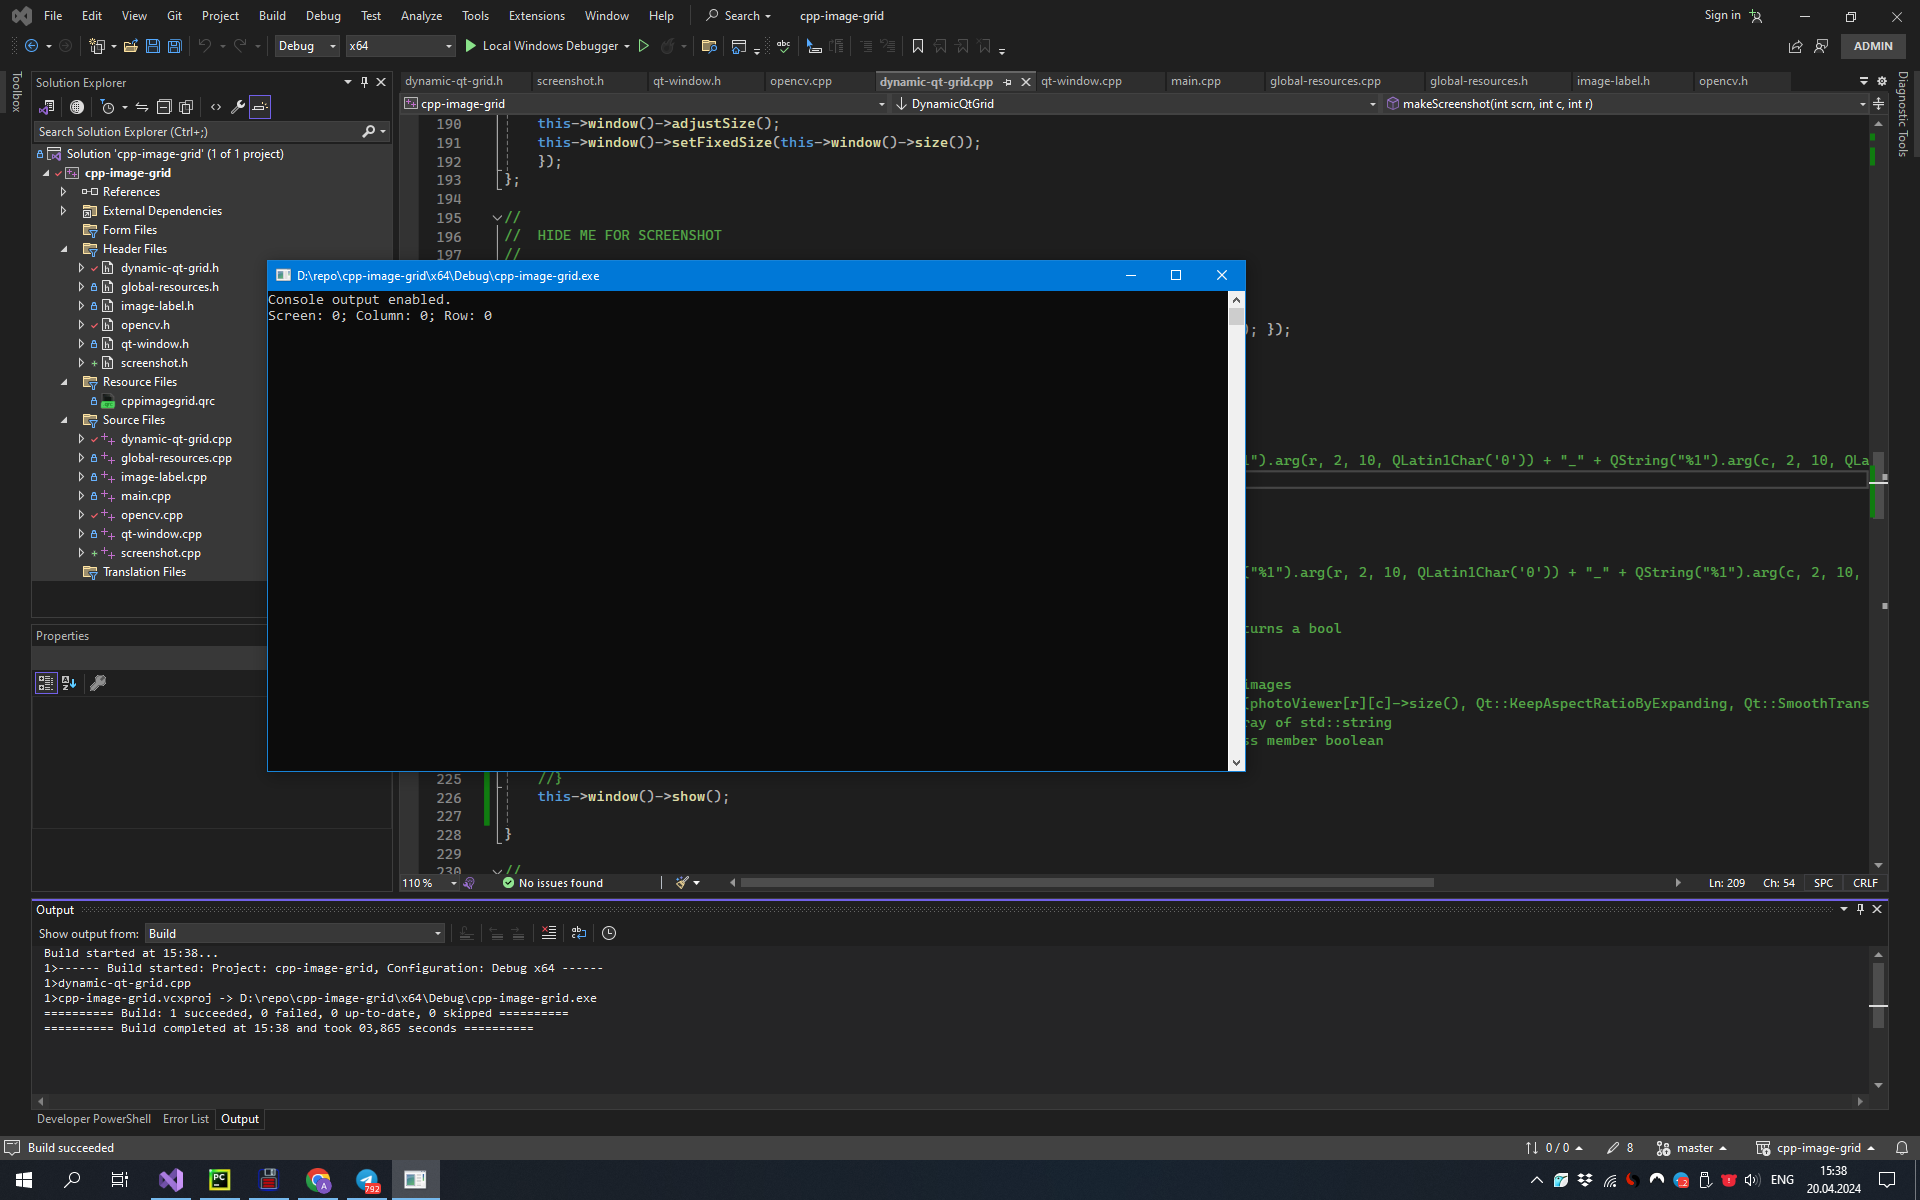 File Edit View Git Project Build Debug Test Analyze Tools Extensions Window Help Search cpp-image-grid Sign in
Debug x64 Local Windows Debugger ADMIN
Toolbox
Solution Explorer
Search Solution Explorer (Ctrl+;)
Solution 'cpp-image-grid' (1 of 1 project)
cpp-image-grid
References
External Dependencies
Form Files
Header Files
dynamic-qt-grid.h
global-resources.h
image-label.h
opencv.h
qt-window.h
screenshot.h
Resource Files
cppimagegrid.qrc
Source Files
dynamic-qt-grid.cpp
global-resources.cpp
image-label.cpp
main.cpp
opencv.cpp
qt-window.cpp
screenshot.cpp
Translation Files
Properties
dynamic-qt-grid.h screenshot.h qt-window.h opencv.cpp dynamic-qt-grid.cpp qt-window.cpp main.cpp global-resources.cpp global-resources.h image-label.h opencv.h
cpp-image-grid DynamicQtGrid makeScreenshot(int scrn, int c, int r)
Diagnostic Tools
190 this->window()->adjustSize();
191 this->window()->setFixedSize(this->window()->size());
192 });
193 };
194
195 //
196 // HIDE ME FOR SCREENSHOT
197 //
D:\repo\cpp-image-grid\x64\Debug\cpp-image-grid.exe
Console output enabled.
Screen: 0; Column: 0; Row: 0
); });
").arg(r, 2, 10, QLatin1Char('0')) + "_" + QString("%1").arg(c, 2, 10, QLa
("%1").arg(r, 2, 10, QLatin1Char('0')) + "_" + QString("%1").arg(c, 2, 10,
turns a bool
images
photoViewer[r][c]->size(), Qt::KeepAspectRatioByExpanding, Qt::SmoothTrans
ray of std::string
ss member boolean
225 //}
226 this->window()->show();
227
228 }
229
230 //
110 % No issues found Ln: 209 Ch: 54 SPC CRLF
Output
Show output from: Build
Build started at 15:38...
1>------ Build started: Project: cpp-image-grid, Configuration: Debug x64 ------
1>dynamic-qt-grid.cpp
1>cpp-image-grid.vcxproj -> D:\repo\cpp-image-grid\x64\Debug\cpp-image-grid.exe
========== Build: 1 succeeded, 0 failed, 0 up-to-date, 0 skipped ==========
========== Build completed at 15:38 and took 03,865 seconds ==========
Developer PowerShell Error List Output
Build succeeded 0 / 0 8 master cpp-image-grid
PC 792 ENG 15:38
20.04.2024